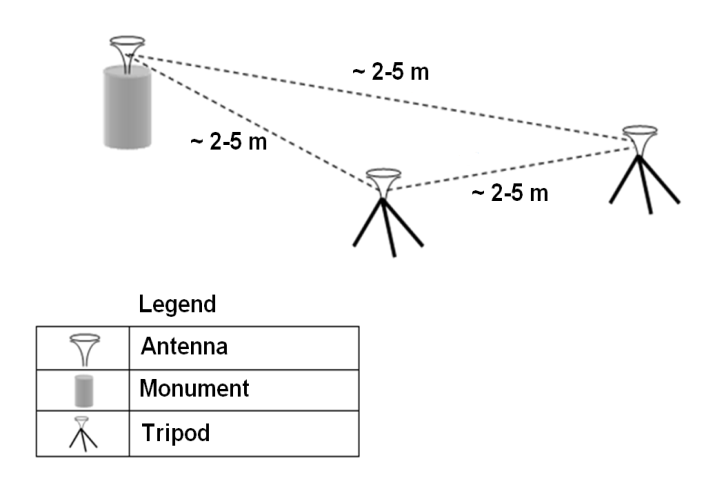 ~ 2-5 m
~ 2-5 m
~ 2-5 m
Legend
Antenna
Monument
Tripod